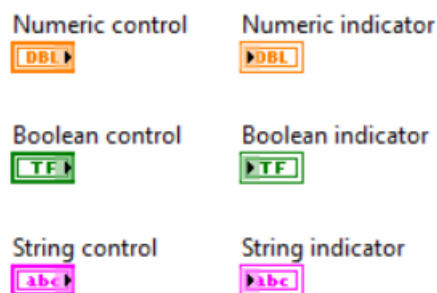 Numeric control Numeric indicator
DBL DBL
Boolean control Boolean indicator
TF TF
String control String indicator
abc abc